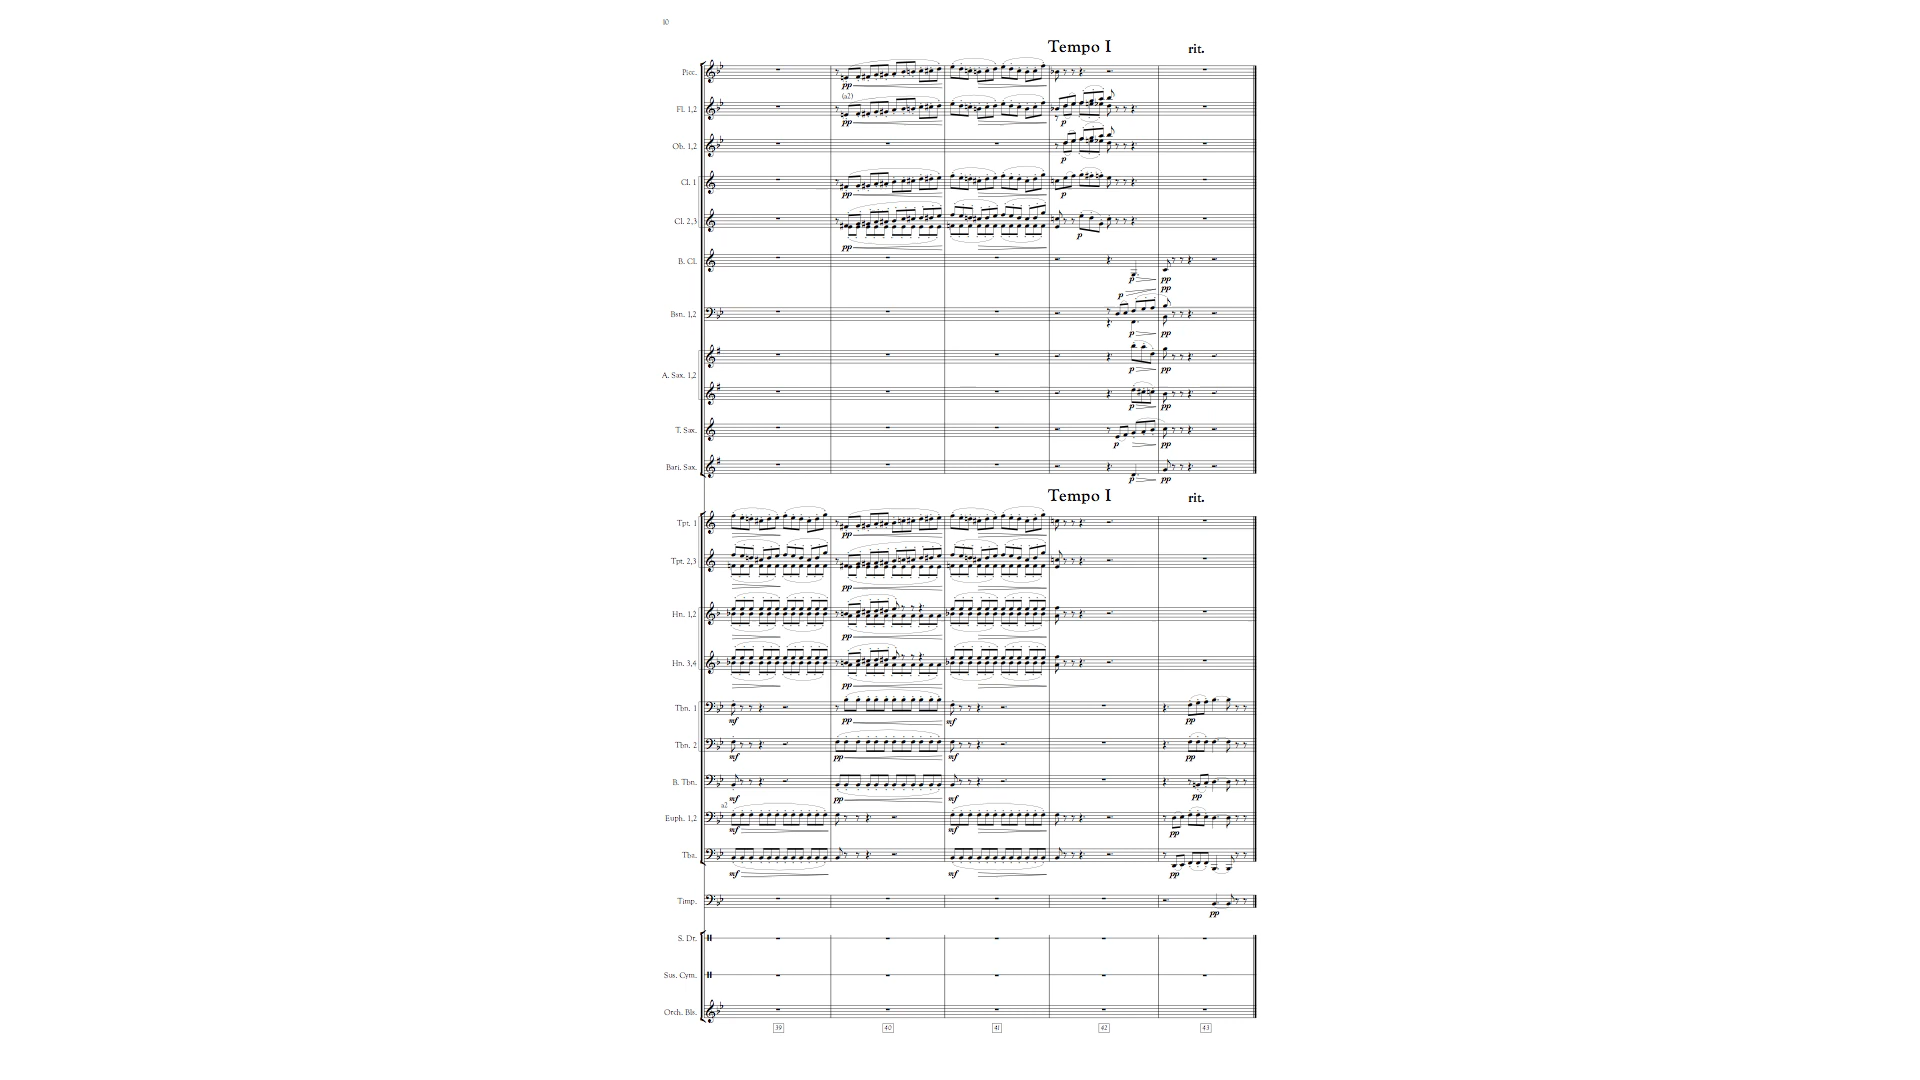 10
Tempo I rit.
Picc.
pp
(a2)
Fl. 1,2
pp p
Ob. 1,2
p
Cl. 1
pp p
Cl. 2,3
pp p
B. Cl.
p pp
p pp
Bsn. 1,2
p pp
p pp
A. Sax. 1,2
p pp
T. Sax.
p pp
Bari. Sax.
p pp
Tempo I rit.
Tpt. 1
pp
Tpt. 2,3
pp
Hn. 1,2
pp
Hn. 3,4
pp
Tbn. 1
mf pp mf pp
Tbn. 2
mf pp mf pp
B. Tbn.
mf pp mf pp
a2
Euph. 1,2
mf mf pp
Tba.
mf mf pp
Timp.
pp
S. Dr.
Sus. Cym.
Orch. Bls.
39 40 41 42 43